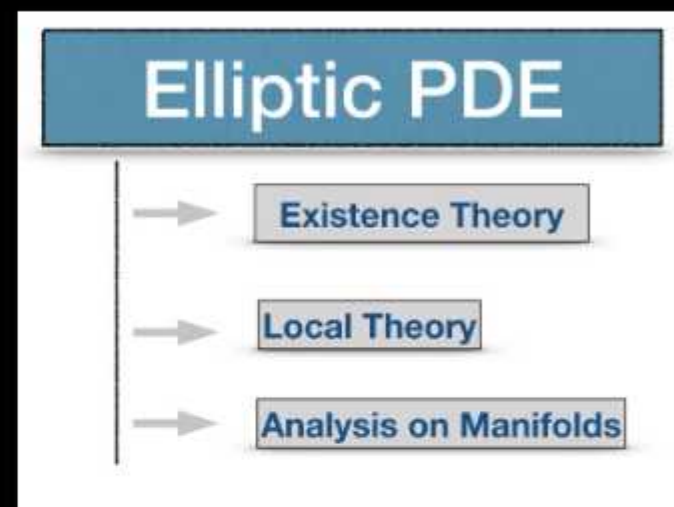 Elliptic PDE
Existence Theory
Local Theory
Analysis on Manifolds